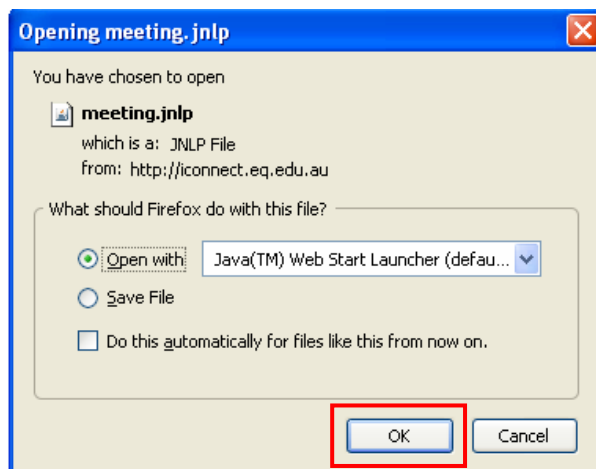 Opening meeting.jnlp
You have chosen to open
meeting.jnlp
which is a: JNLP File
from: http://iconnect.eq.edu.au
What should Firefox do with this file?
Open with Java(TM) Web Start Launcher (defau...
Save File
Do this automatically for files like this from now on.
OK Cancel